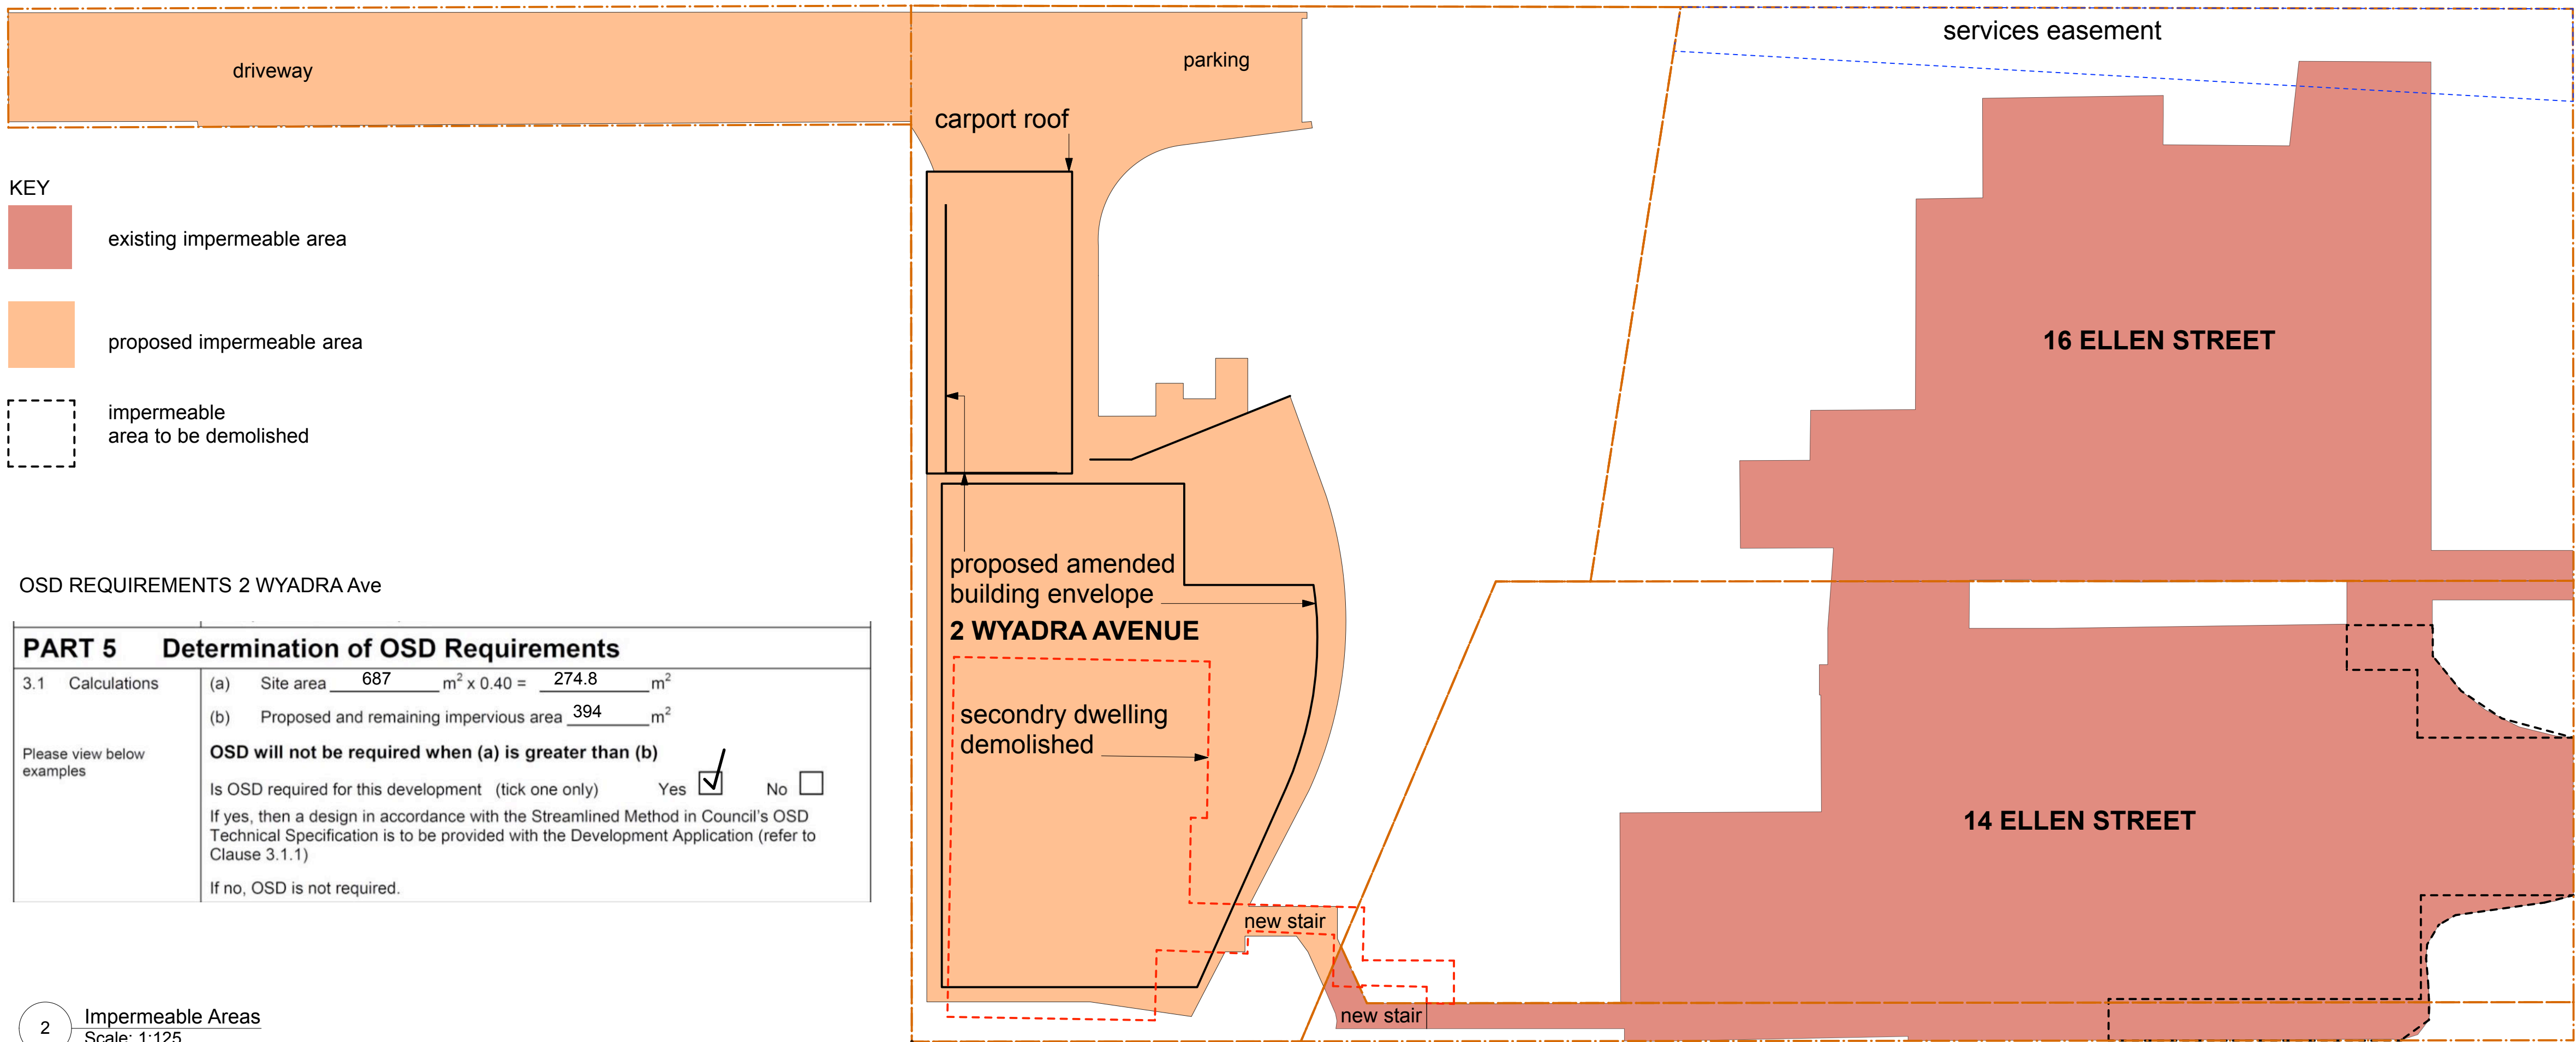 services easement
driveway
parking
carport roof
KEY
existing impermeable area
proposed impermeable area
impermeable
area to be demolished
16 ELLEN STREET
proposed amended
building envelope
2 WYADRA AVENUE
secondry dwelling
demolished
new stair
new stair
14 ELLEN STREET
OSD REQUIREMENTS 2 WYADRA Ave
PART 5 Determination of OSD Requirements
3.1 Calculations (a) Site area 687 m² x 0.40 = 274.8 m²
(b) Proposed and remaining impervious area 394 m²
Please view below
examples
OSD will not be required when (a) is greater than (b)
Is OSD required for this development (tick one only) Yes No
If yes, then a design in accordance with the Streamlined Method in Council's OSD
Technical Specification is to be provided with the Development Application (refer to
Clause 3.1.1)
If no, OSD is not required.
2 Impermeable Areas
Scale: 1:125